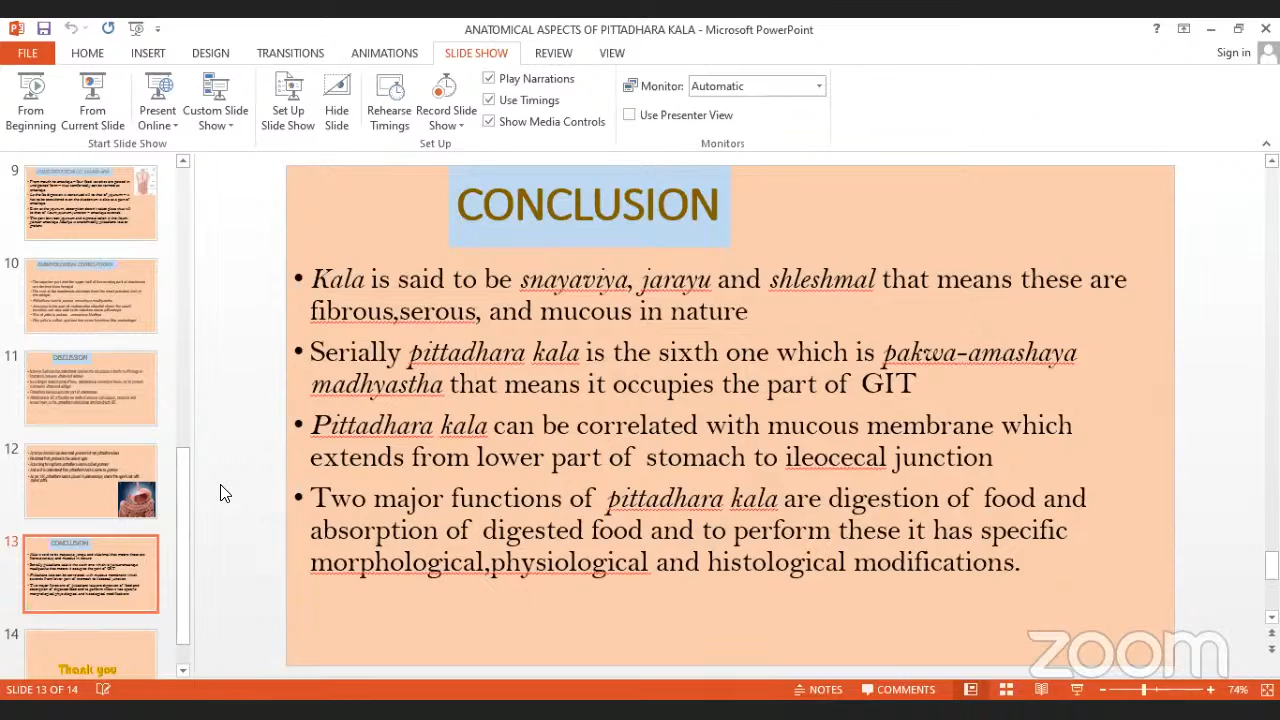 ANATOMICAL ASPECTS OF PITTADHARA KALA - Microsoft PowerPoint
FILE HOME INSERT DESIGN TRANSITIONS ANIMATIONS SLIDE SHOW REVIEW VIEW Sign in
From Beginning
From Current Slide
Present Online
Custom Slide Show
Set Up Slide Show
Hide Slide
Rehearse Timings
Record Slide Show
Play Narrations
Use Timings
Show Media Controls
Monitor: Automatic
Use Presenter View
Start Slide Show Set Up Monitors
9
10
11
DISCUSSION
12
13
CONCLUSION
14
Thank you
CONCLUSION
• Kala is said to be snayaviya, jarayu and shleshmal that means these are
fibrous,serous, and mucous in nature
• Serially pittadhara kala is the sixth one which is pakwa-amashaya
madhyastha that means it occupies the part of GIT
• Pittadhara kala can be correlated with mucous membrane which
extends from lower part of stomach to ileocecal junction
• Two major functions of pittadhara kala are digestion of food and
absorption of digested food and to perform these it has specific
morphological,physiological and histological modifications.
zoom
SLIDE 13 OF 14 NOTES COMMENTS 74%